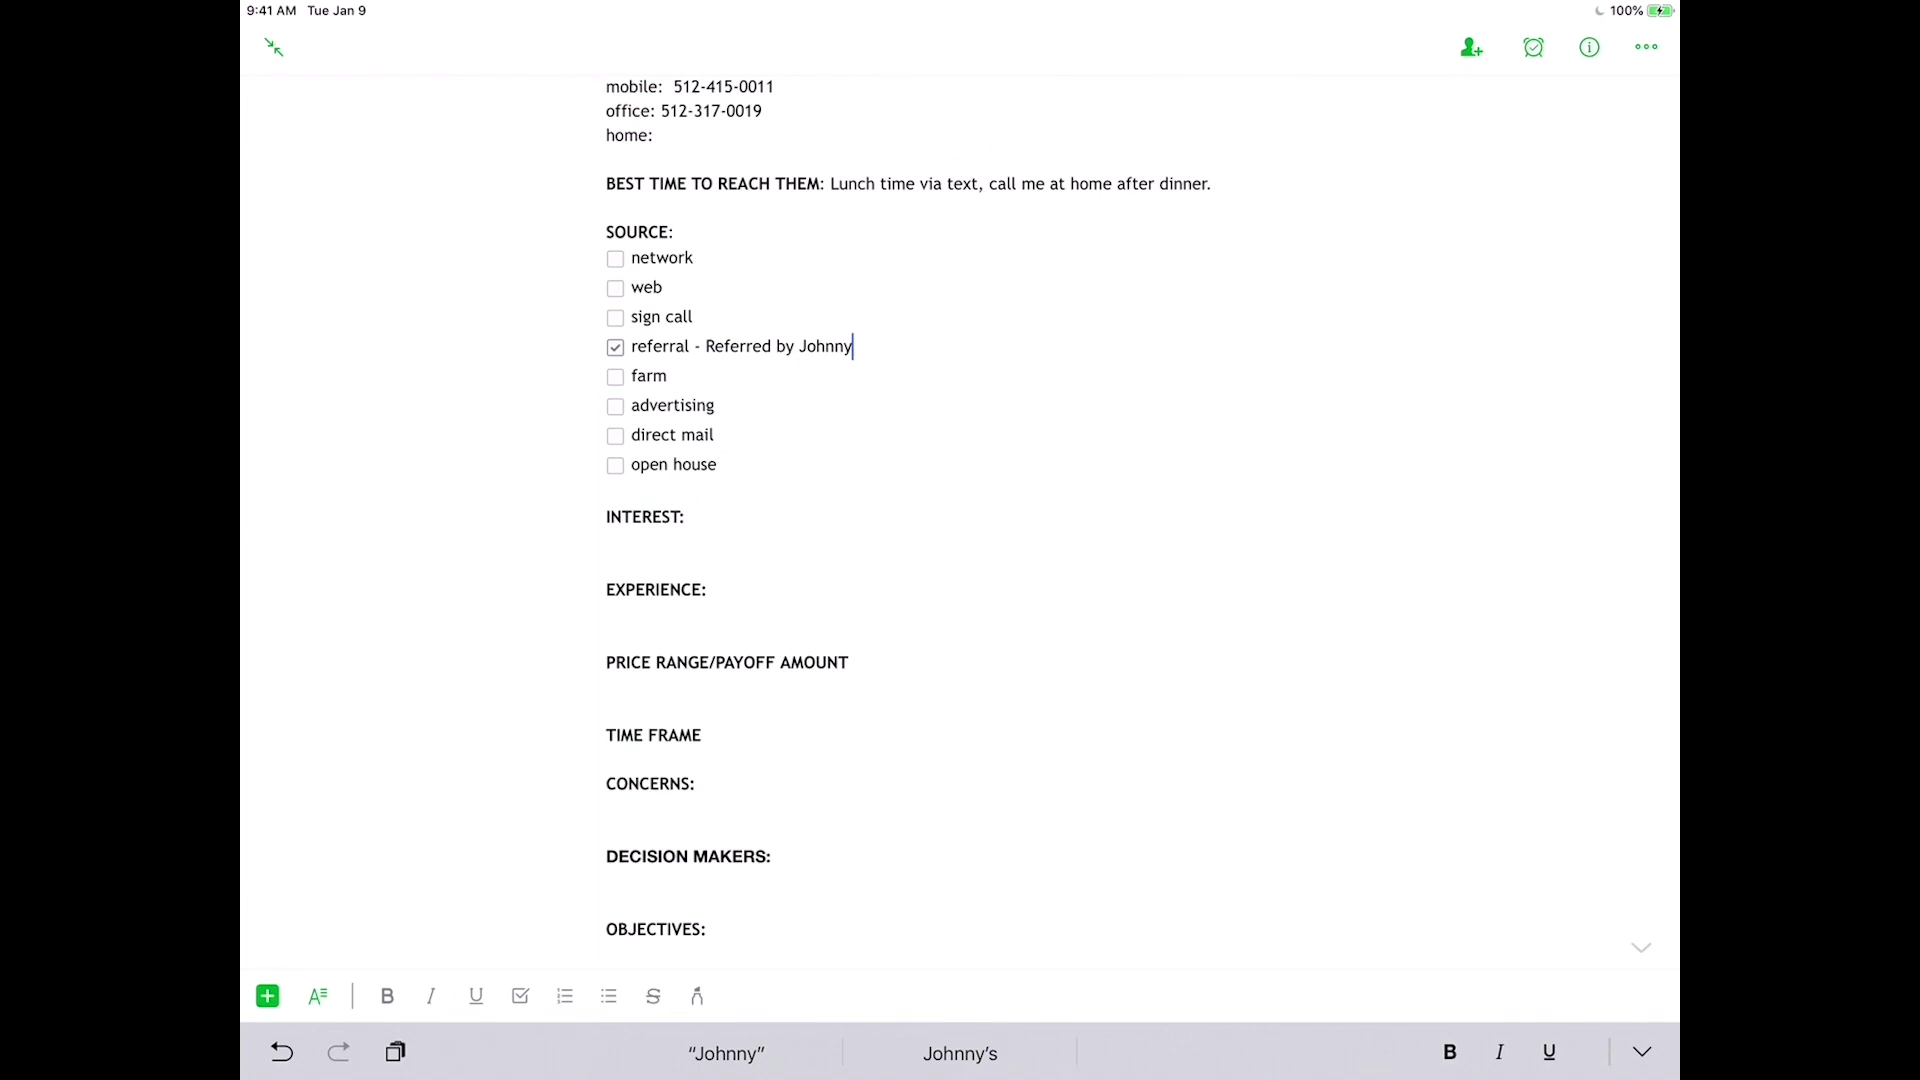 9:41 AM Tue Jan 9
100%
mobile: 512-415-0011
office: 512-317-0019
home:
BEST TIME TO REACH THEM: Lunch time via text, call me at home after dinner.
SOURCE:
network
web
sign call
referral - Referred by Johnny
farm
advertising
direct mail
open house
INTEREST:
EXPERIENCE:
PRICE RANGE/PAYOFF AMOUNT
TIME FRAME
CONCERNS:
DECISION MAKERS:
OBJECTIVES:
A B I U S
“Johnny” Johnny’s B I U